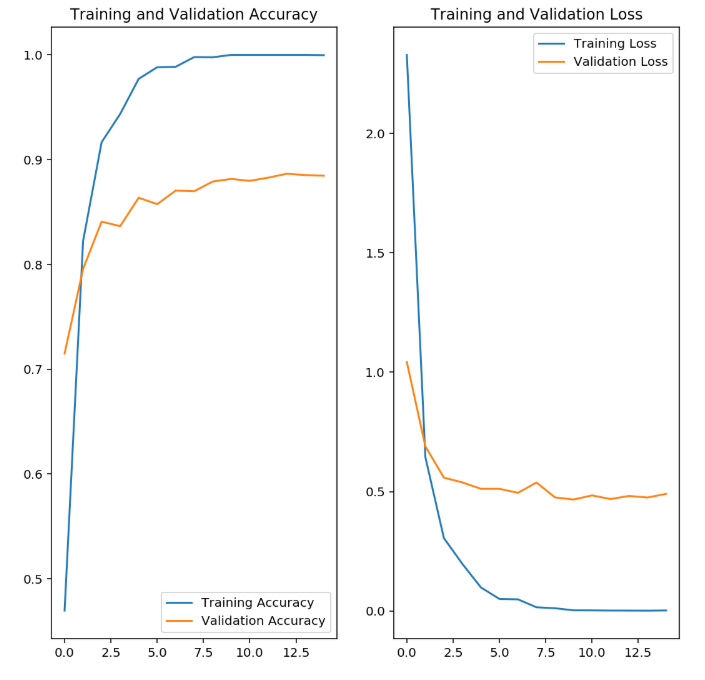 Training and Validation Accuracy
1.0
0.9
0.8
0.7
0.6
0.5
Training Accuracy
Validation Accuracy
0.0 2.5 5.0 7.5 10.0 12.5
Training and Validation Loss
Training Loss
Validation Loss
2.0
1.5
1.0
0.5
0.0
0.0 2.5 5.0 7.5 10.0 12.5